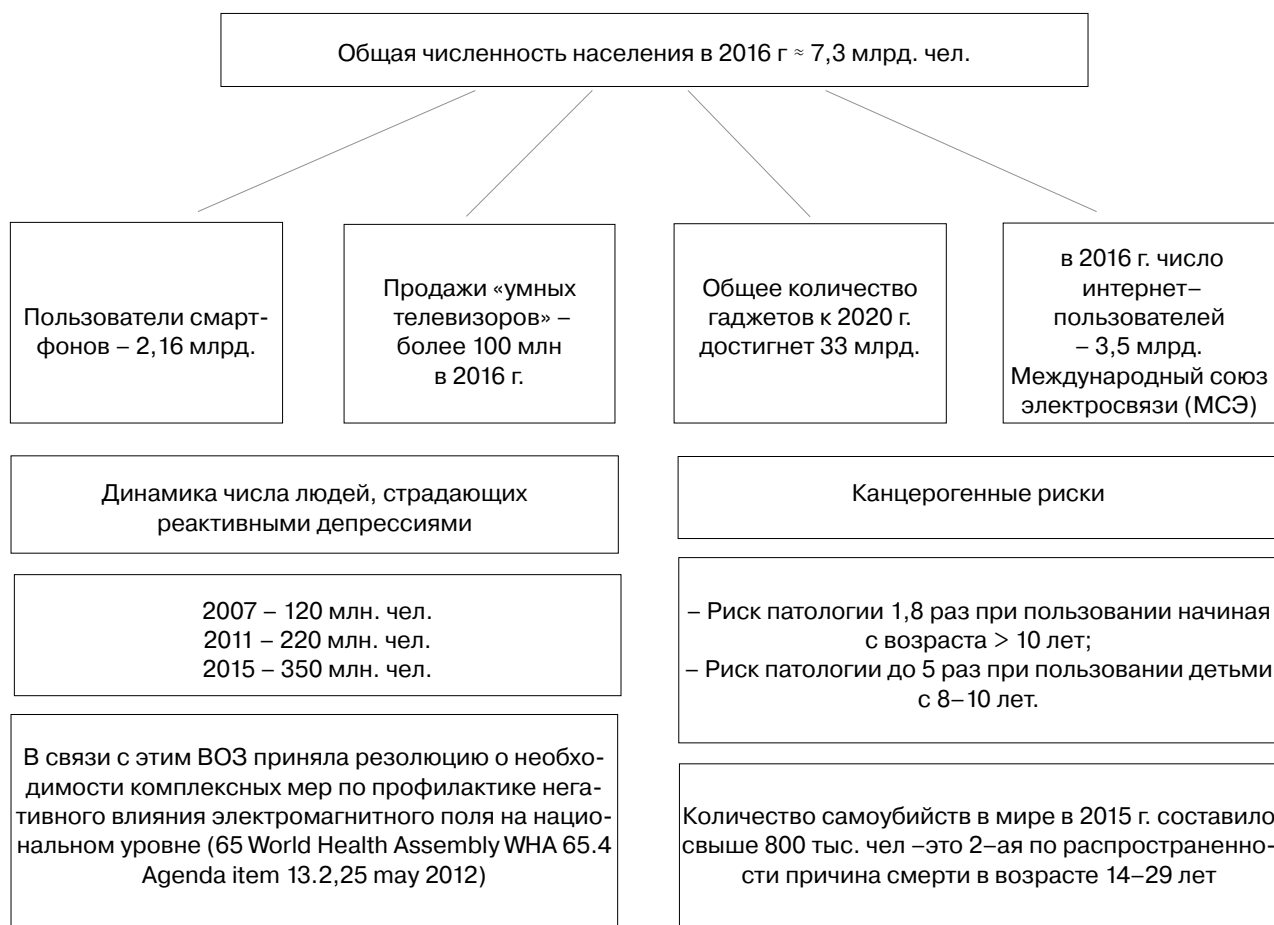 Общая численность населения в 2016 г ≈ 7,3 млрд. чел.
Пользователи смарт-
фонов – 2,16 млрд.
Продажи «умных
телевизоров» –
более 100 млн
в 2016 г.
Общее количество
гаджетов к 2020 г.
достигнет 33 млрд.
в 2016 г. число
интернет–
пользователей
– 3,5 млрд.
Международный союз
электросвязи (МСЭ)
Динамика числа людей, страдающих
реактивными депрессиями
2007 – 120 млн. чел.
2011 – 220 млн. чел.
2015 – 350 млн. чел.
В связи с этим ВОЗ приняла резолюцию о необхо-
димости комплексных мер по профилактике нега-
тивного влияния электромагнитного поля на нацио-
нальном уровне (65 World Health Assembly WHA 65.4
Agenda item 13.2,25 may 2012)
Канцерогенные риски
– Риск патологии 1,8 раз при пользовании начиная
с возраста > 10 лет;
– Риск патологии до 5 раз при пользовании детьми
с 8–10 лет.
Количество самоубийств в мире в 2015 г. составило
свыше 800 тыс. чел –это 2–ая по распространенно-
сти причина смерти в возрасте 14–29 лет